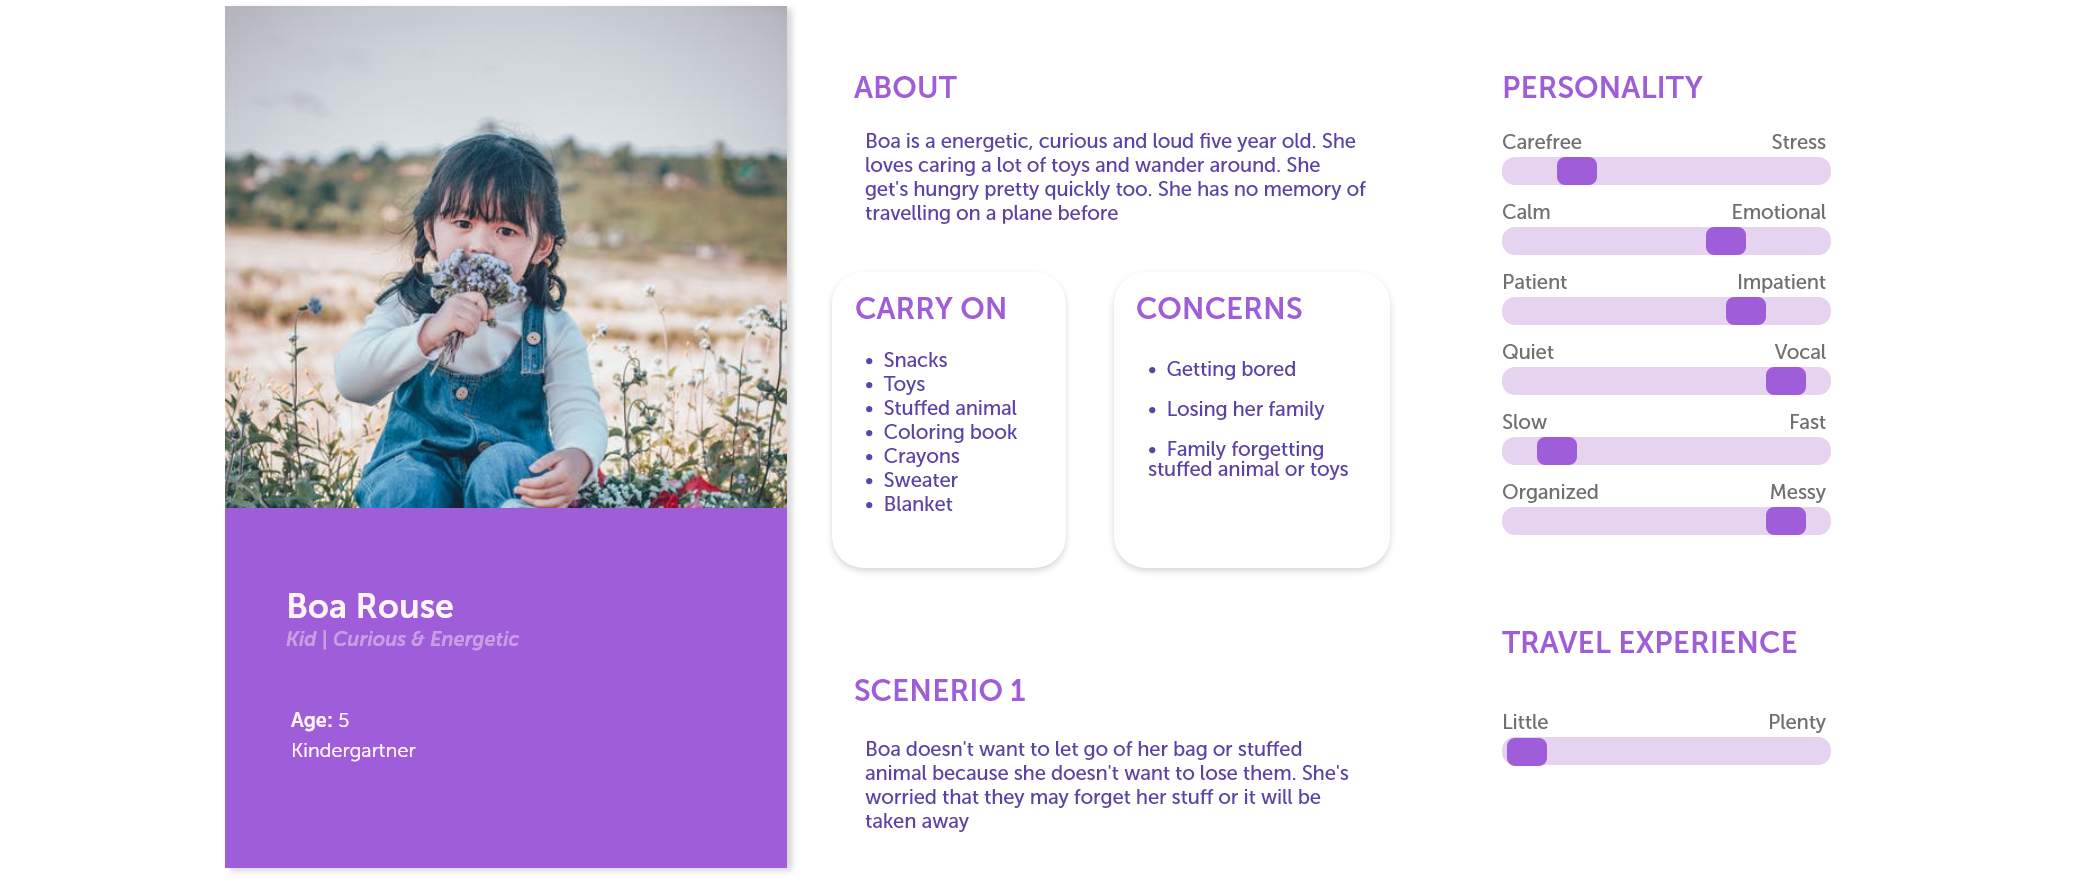 Boa Rouse
Kid | Curious & Energetic
Age: 5
Kindergartner
ABOUT
Boa is a energetic, curious and loud five year old. She
loves caring a lot of toys and wander around. She
get's hungry pretty quickly too. She has no memory of
travelling on a plane before
CARRY ON
• Snacks
• Toys
• Stuffed animal
• Coloring book
• Crayons
• Sweater
• Blanket
CONCERNS
• Getting bored
• Losing her family
• Family forgetting
stuffed animal or toys
SCENERIO 1
Boa doesn't want to let go of her bag or stuffed
animal because she doesn't want to lose them. She's
worried that they may forget her stuff or it will be
taken away
PERSONALITY
Carefree Stress
Calm Emotional
Patient Impatient
Quiet Vocal
Slow Fast
Organized Messy
TRAVEL EXPERIENCE
Little Plenty